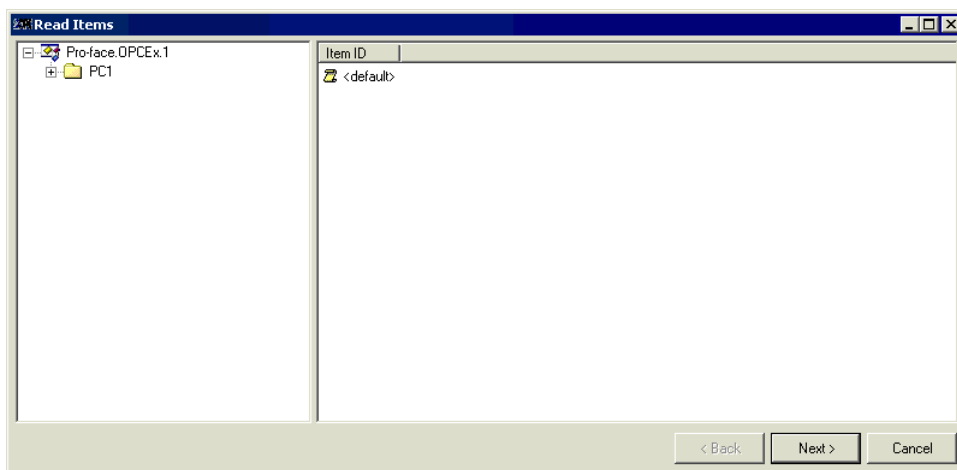 Read Items
Pro-face.OPCEx.1
PC1
Item ID
<default>
< Back
Next >
Cancel